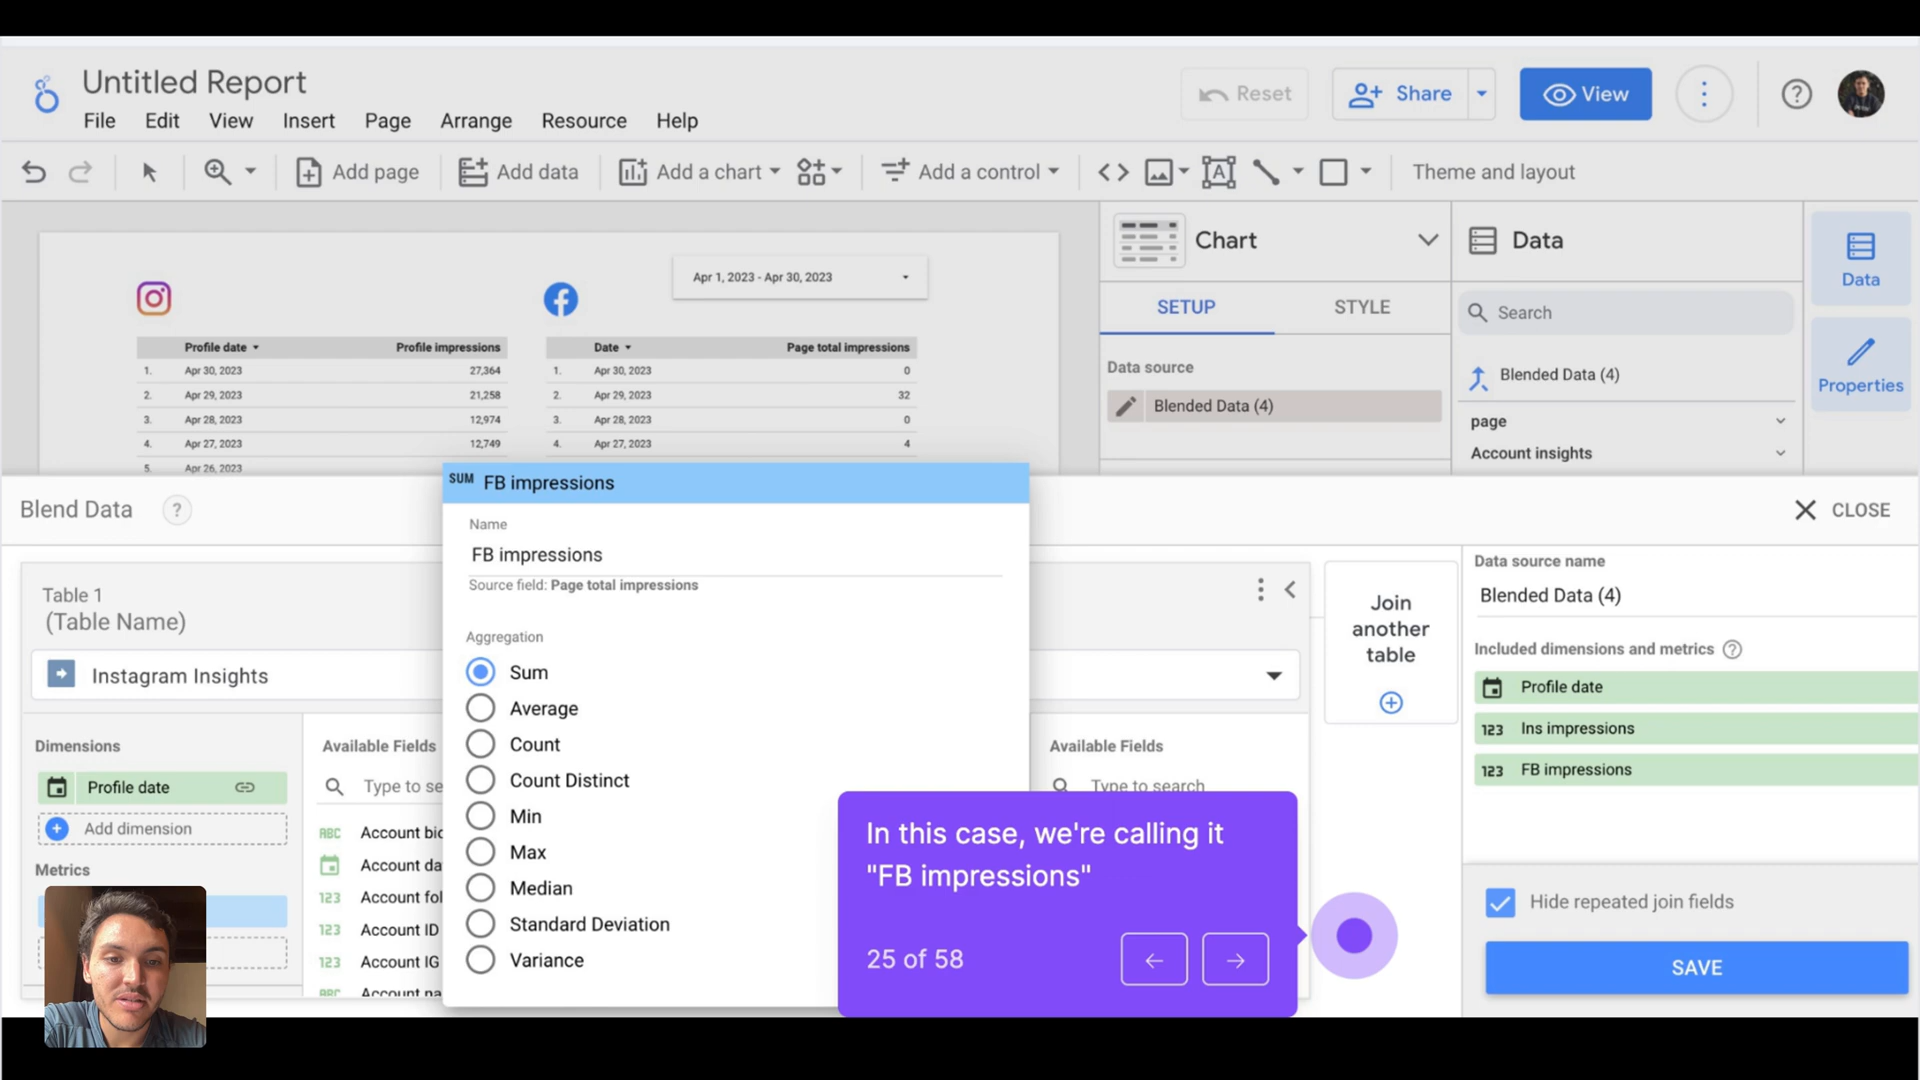 Untitled Report
File Edit View Insert Page Arrange Resource Help
Reset
Share
View
Add page
Add data
Add a chart
Add a control
Theme and layout
Apr 1, 2023 - Apr 30, 2023
Profile date Profile impressions
1. Apr 30, 2023 27,364
2. Apr 29, 2023 21,258
3. Apr 28, 2023 12,974
4. Apr 27, 2023 12,749
5. Apr 26, 2023
Date Page total impressions
1. Apr 30, 2023 0
2. Apr 29, 2023 32
3. Apr 28, 2023 0
4. Apr 27, 2023 4
Chart
SETUP STYLE
Data source
Blended Data (4)
Data
Search
Blended Data (4)
page
Account insights
Data
Properties
Blend Data ?
CLOSE
Table 1
(Table Name)
Instagram Insights
Dimensions
Profile date
Add dimension
Metrics
Available Fields
Type to se
ABC Account bio
Account da
123 Account fol
123 Account ID
123 Account IG
ABC Account na
SUM FB impressions
Name
FB impressions
Source field: Page total impressions
Aggregation
Sum
Average
Count
Count Distinct
Min
Max
Median
Standard Deviation
Variance
Available Fields
Type to search
In this case, we're calling it
"FB impressions"
25 of 58
Join
another
table
Data source name
Blended Data (4)
Included dimensions and metrics ?
Profile date
123 Ins impressions
123 FB impressions
Hide repeated join fields
SAVE